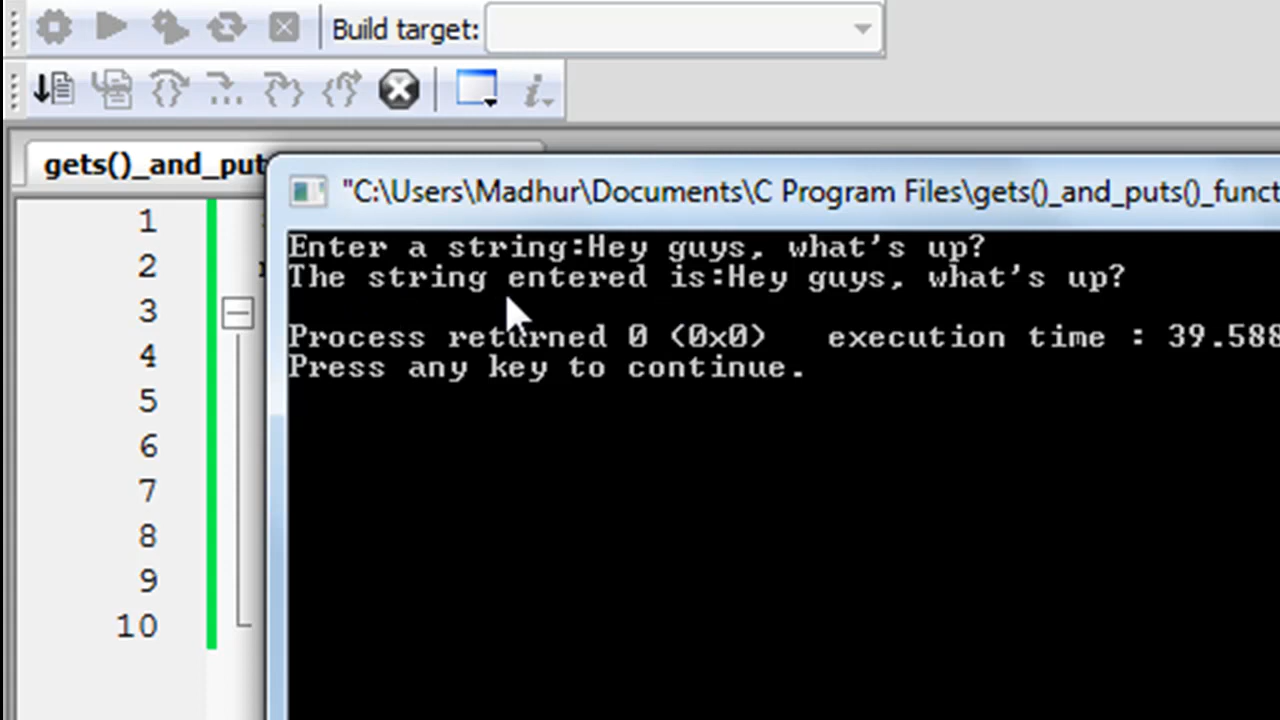 Build target:
gets()_and_put
"C:\Users\Madhur\Documents\C Program Files\gets()_and_puts()_funct
1
2
3
4
5
6
7
8
9
10
Enter a string:Hey guys, what's up?
The string entered is:Hey guys, what's up?
Process returned 0 (0x0)   execution time : 39.588
Press any key to continue.